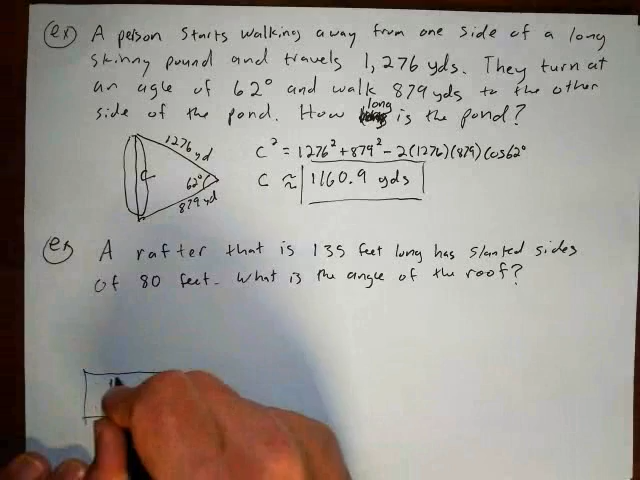 ex A person starts walking away from one side of a long
skinny pound and travels 1,276 yds. They turn at
an agle of 62° and walk 879 yds to the other
side of the pond. How long is the pond?
1276 yd
C
62°
879 yd
c² = 1276² + 879² - 2(1276)(879)(cos62°
C ≈ 1160.9 yds
ex A rafter that is 135 feet long has slanted sides
of 80 feet. What is the angle of the roof?